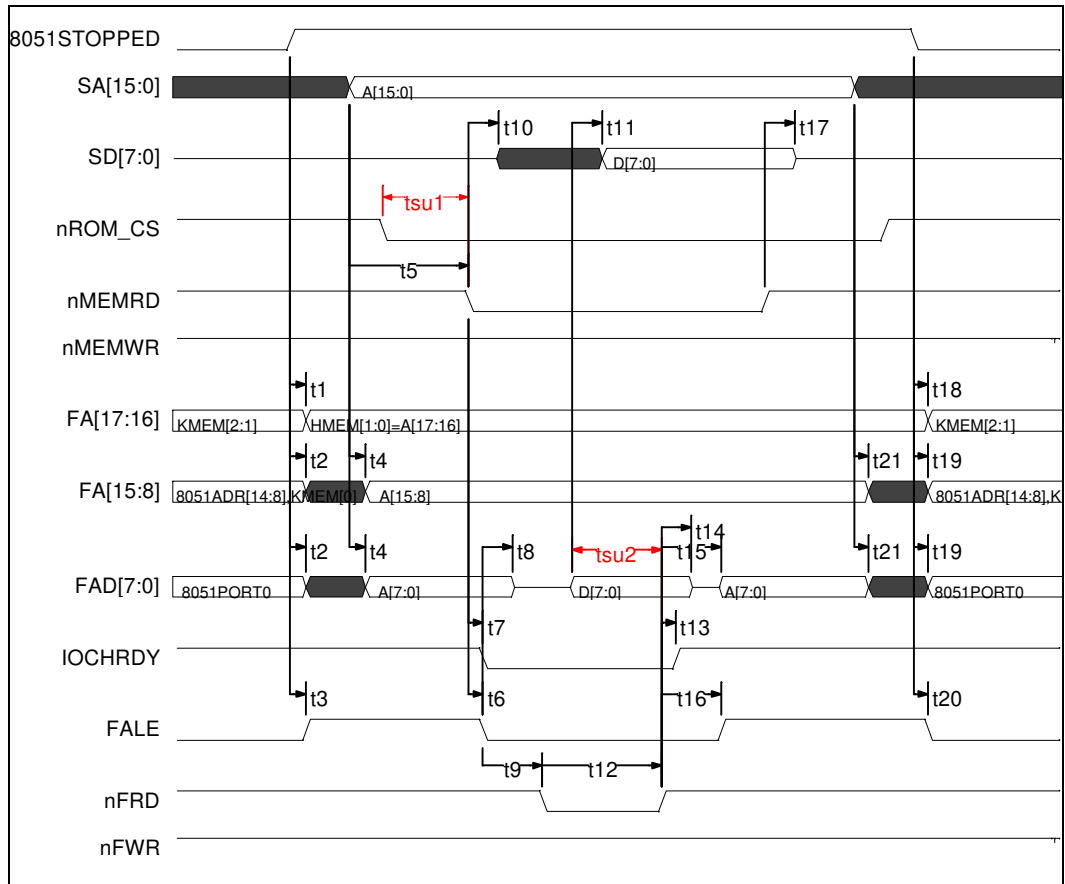 8051STOPPED
SA[15:0]
A[15:0]
t10
t11
t17
SD[7:0]
D[7:0]
tsu1
nROM_CS
t5
nMEMRD
nMEMWR
t1
t18
FA[17:16]
KMEM[2:1]
HMEM[1:0]=A[17:16]
KMEM[2:1]
t2
t4
t21
t19
FA[15:8]
8051ADR[14:8],KMEM[0]
A[15:8]
8051ADR[14:8],K
t14
t2
t4
t8
tsu2
t15
t21
t19
FAD[7:0]
8051PORT0
A[7:0]
D[7:0]
A[7:0]
8051PORT0
t7
t13
IOCHRDY
t3
t6
t16
t20
FALE
t9
t12
nFRD
nFWR